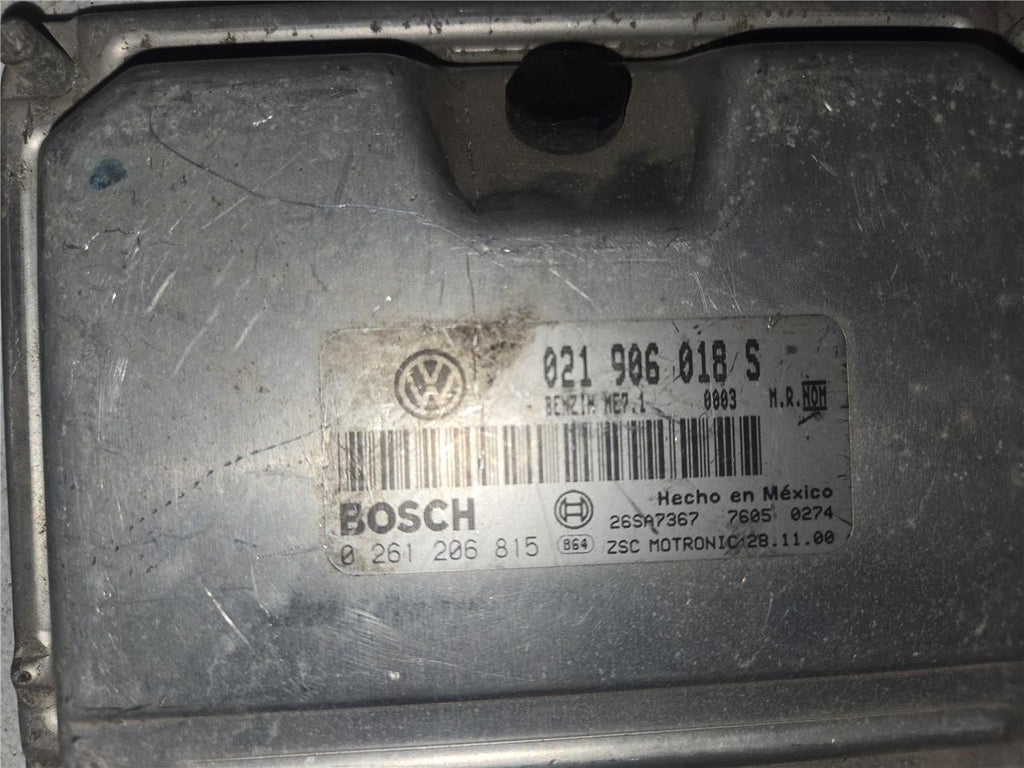 021 906 018 S
BENZIN ME7.1 0003 M.R. NOM
BOSCH
Hecho en México
26SA7367 7605 0274
0 261 206 815 864 ZSC MOTRONIC 28.11.00